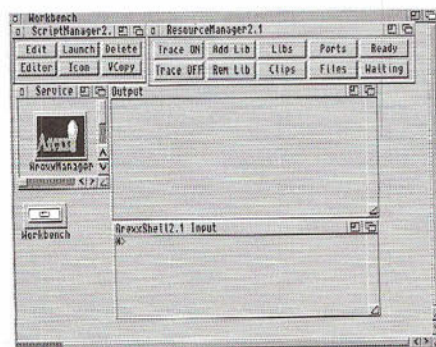 Workbench
ScriptManager2.
ResourceManager2.1
Edit Launch Delete
Trace ON Add Lib Libs Ports Ready
Editor Icon VCopy
Trace OFF Rem Lib Clips Files Waiting
Service
Output
Arexx
ArexxManager
Workbench
ArexxShell2.1 Input